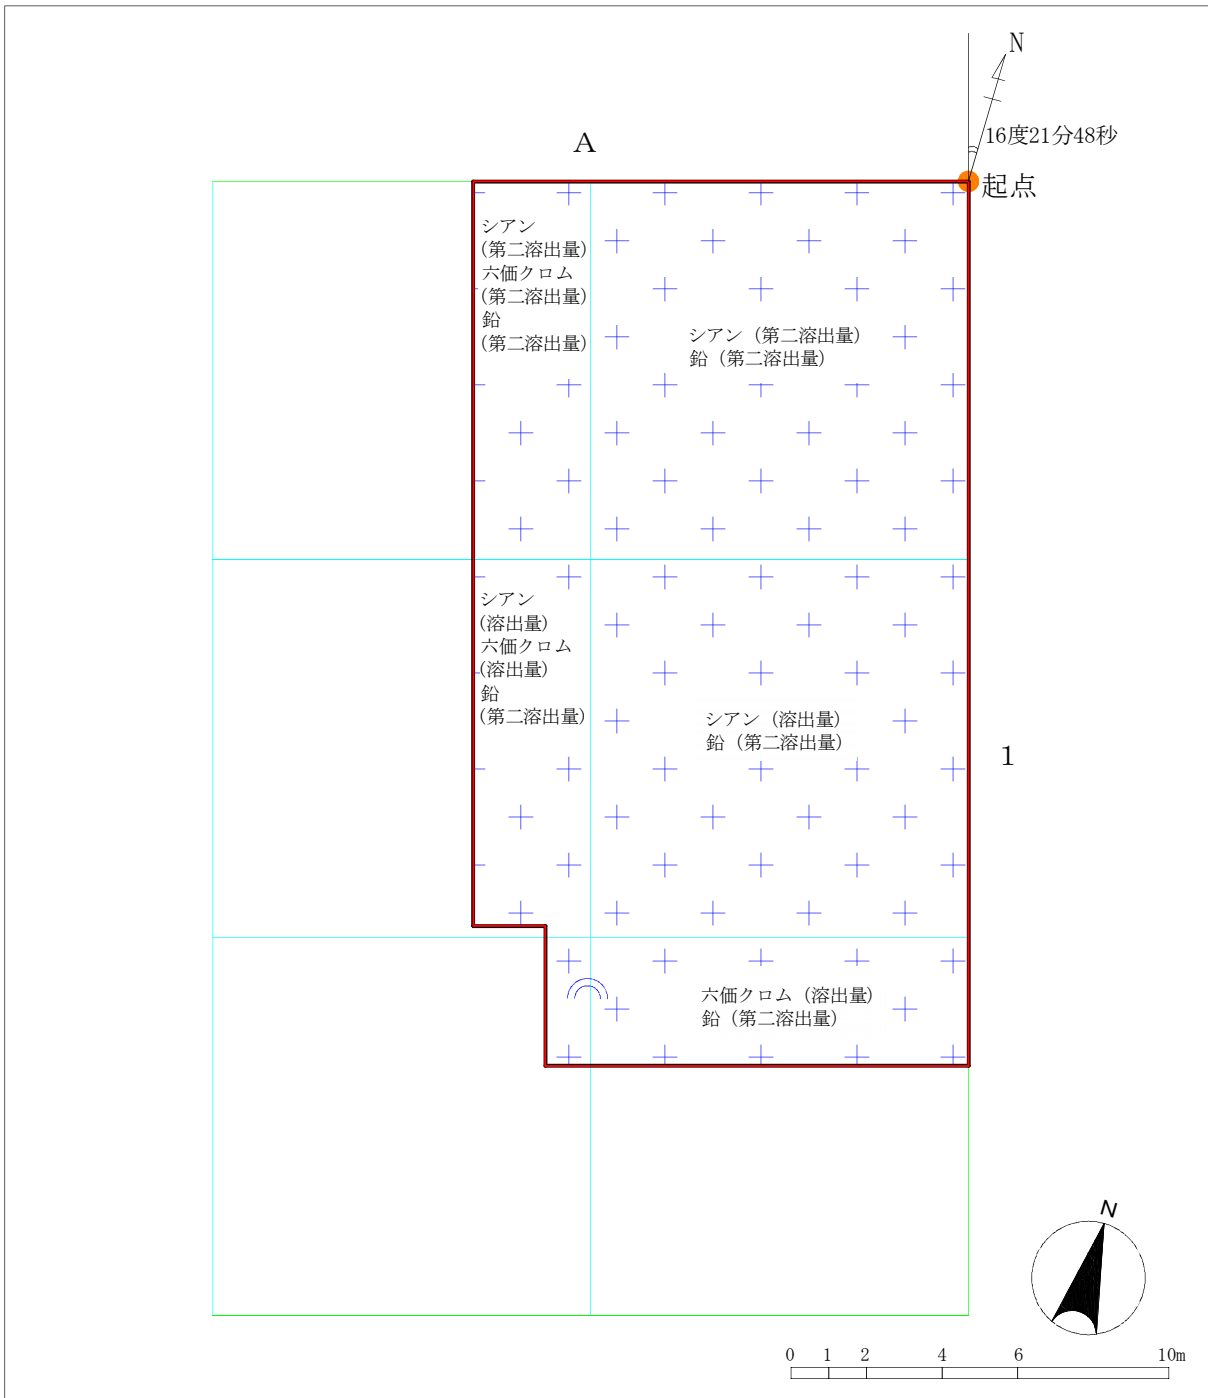 N
16度21分48秒
A
起点
シアン
(第二溶出量)
六価クロム
(第二溶出量)
鉛
(第二溶出量)
シアン（第二溶出量）
鉛（第二溶出量）
シアン
(溶出量)
六価クロム
(溶出量)
鉛
(第二溶出量)
シアン（溶出量）
鉛（第二溶出量）
1
六価クロム（溶出量）
鉛（第二溶出量）
N
0 1 2 4 6 10m